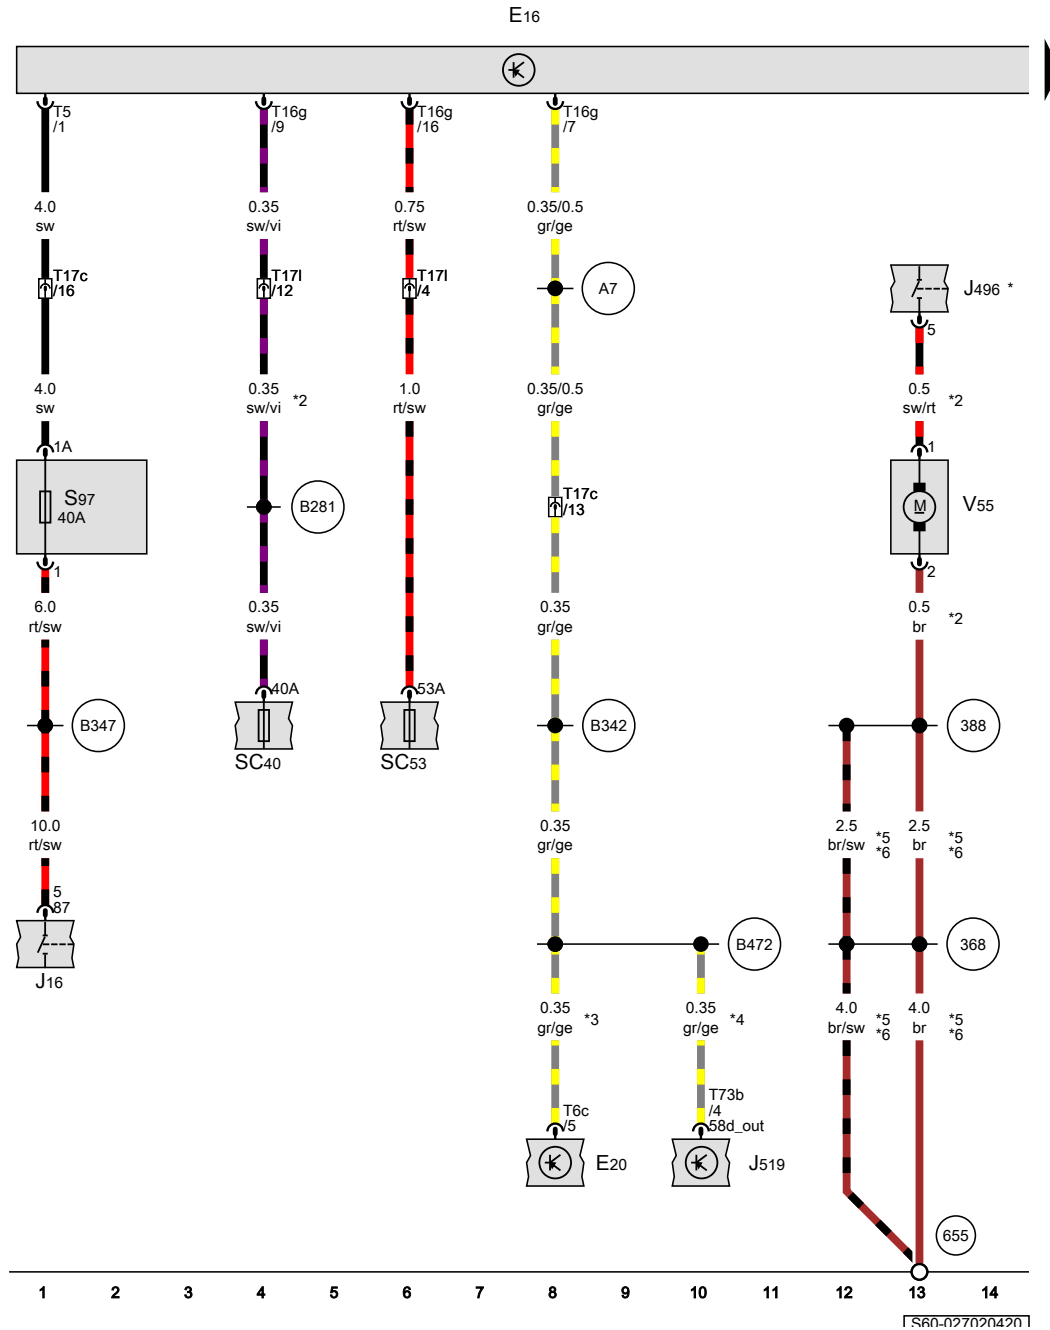 E16
T5
/1
T16g
/9
T16g
/16
T16g
/7
4.0
sw
0.35
sw/vi
0.75
rt/sw
0.35/0.5
gr/ge
T17c
/16
T17l
/12
T17l
/4
A7
J496 *
5
4.0
sw
0.35
sw/vi *2
1.0
rt/sw
0.35/0.5
gr/ge
0.5
sw/rt *2
1A
1
S97
40A
B281
T17c
/13
M
V55
1
2
6.0
rt/sw
0.35
sw/vi
0.35
gr/ge
0.5
br *2
40A
53A
B347
B342
388
SC40
SC53
10.0
rt/sw
0.35
gr/ge
2.5
br/sw
*5
*6
2.5
br
*5
*6
5
87
B472
368
J16
0.35
gr/ge *3
0.35
gr/ge *4
4.0
br/sw
*5
*6
4.0
br
*5
*6
T6c
/5
T73b
/4
58d_out
E20
J519
655
1 2 3 4 5 6 7 8 9 10 11 12 13 14
S60-027020420